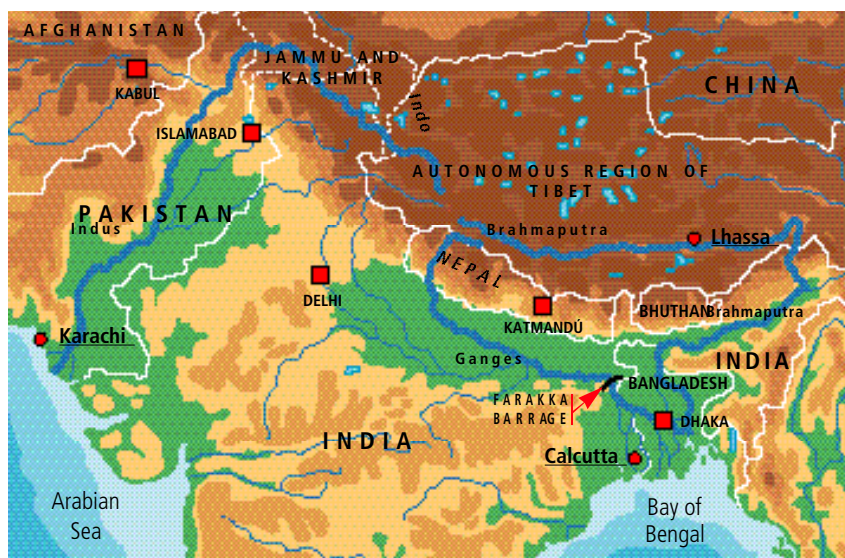 AFGHANISTAN
JAMMU AND
KASHMIR
CHINA
KABUL
Indo
ISLAMABAD
AUTONOMOUS REGION OF
TIBET
PAKISTAN
Indus
Brahmaputra
Lhassa
NEPAL
DELHI
KATMANDÚ
BHUTHAN
Brahmaputra
Karachi
Ganges
INDIA
BANGLADESH
FARAKKA
BARRAGE
DHAKA
INDIA
Calcutta
Arabian
Sea
Bay of
Bengal